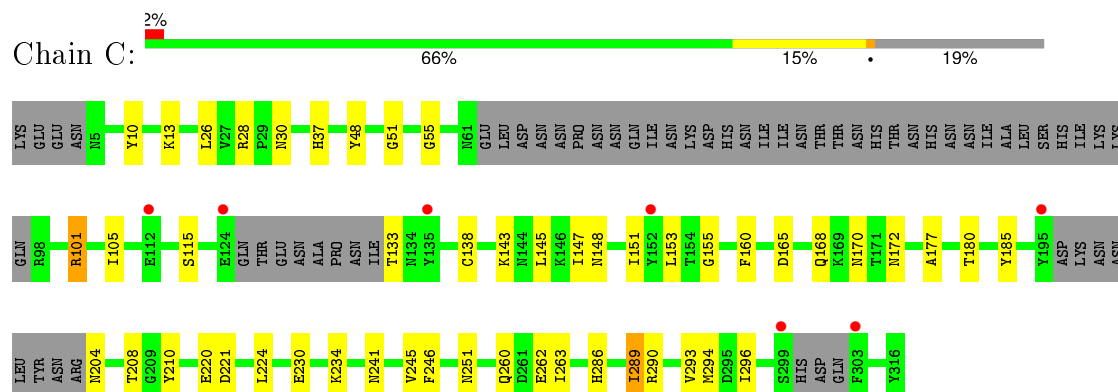 2%
Chain C:
66% 15% • 19%
LYS GLU GLU ASN N5 Y10 K13 L26 V27 R28 P29 N30 H37 Y48 G51 G55 N61 GLU LEU ASP ASN ASN PRO ASN ASN GLN ILE ASN LYS ASP HIS ASN ILE ILE ASN THR THR ASN HIS THR ASN HIS ASN ASN ILE ALA LEU SER HIS ILE LYS LYS
GLN R98 R101 I105 E112 S115 E124 GLN THR GLU ASN ALA PRO ASN ILE T133 N134 Y135 C138 K143 N144 L145 K146 I147 N148 I151 Y152 L153 T154 G155 F160 D165 Q168 K169 N170 T171 N172 A177 T180 Y185 Y195 ASP LYS ASN ASN
LEU TYR ASN ARG N204 T208 G209 Y210 E220 D221 L224 E230 K234 N241 V245 F246 N251 Q260 D261 E262 I263 H286 I289 R290 V293 M294 D295 I296 S299 HIS ASP GLN F303 Y316